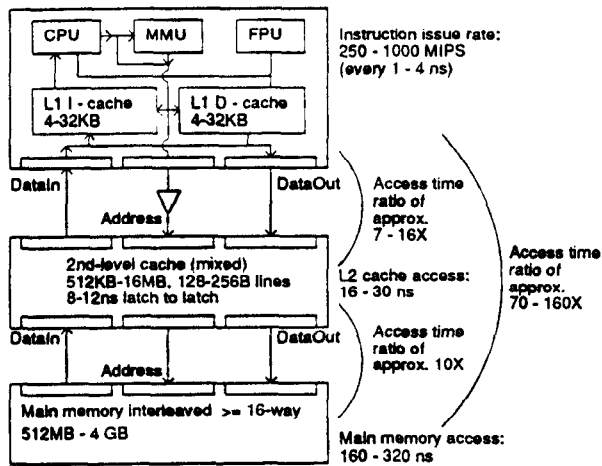 CPU
MMU
FPU
Instruction issue rate:
250 - 1000 MIPS
(every 1 - 4 ns)
L1 I - cache
4-32KB
L1 D - cache
4-32KB
DataIn
Address
DataOut
Access time
ratio of
approx.
7 - 16X
2nd-level cache (mixed)
512KB-16MB, 128-256B lines
8-12ns latch to latch
L2 cache access:
16 - 30 ns
Access time
ratio of
approx.
70 - 160X
DataIn
Address
DataOut
Access time
ratio of
approx. 10X
Main memory interleaved >= 16-way
512MB - 4 GB
Main memory access:
160 - 320 ns